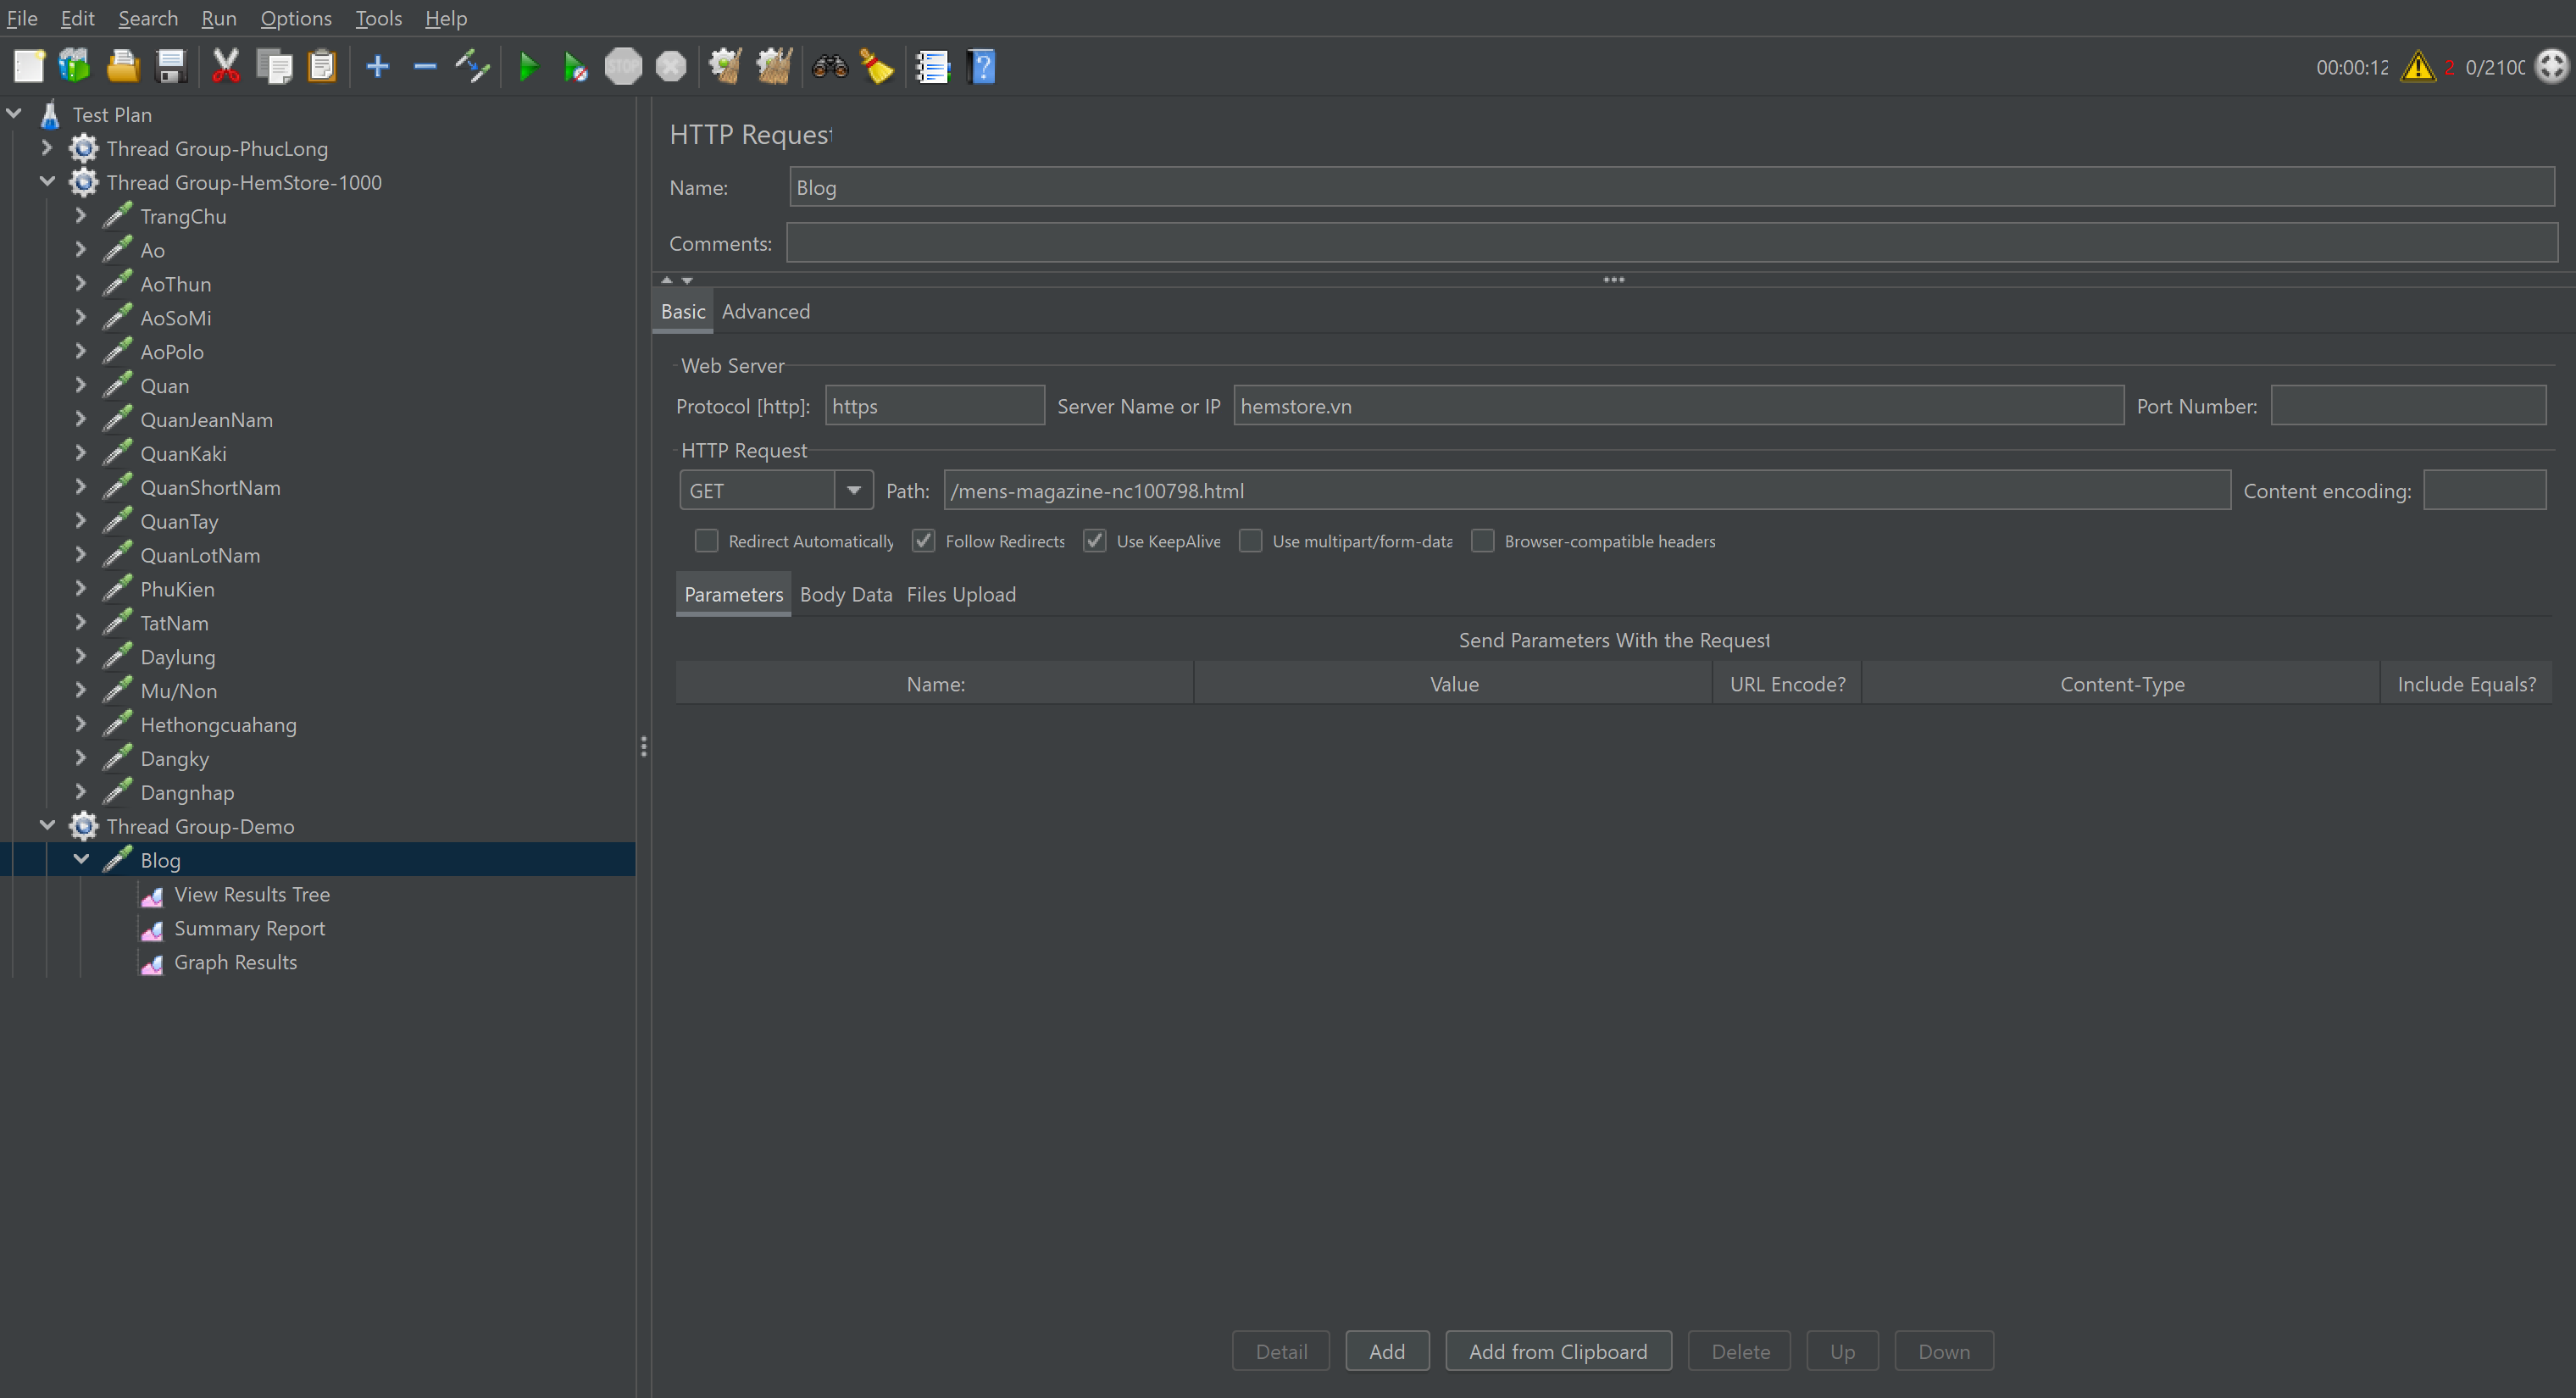 File Edit Search Run Options Tools Help
STOP
00:00:12 2 0/2100
Test Plan
Thread Group-PhucLong
Thread Group-HemStore-1000
TrangChu
Ao
AoThun
AoSoMi
AoPolo
Quan
QuanJeanNam
QuanKaki
QuanShortNam
QuanTay
QuanLotNam
PhuKien
TatNam
Daylung
Mu/Non
Hethongcuahang
Dangky
Dangnhap
Thread Group-Demo
Blog
View Results Tree
Summary Report
Graph Results
HTTP Request
Name: Blog
Comments:
Basic Advanced
Web Server
Protocol [http]: https Server Name or IP hemstore.vn Port Number:
HTTP Request
GET Path: /mens-magazine-nc100798.html Content encoding:
Redirect Automatically Follow Redirects Use KeepAlive Use multipart/form-data Browser-compatible headers
Parameters Body Data Files Upload
Send Parameters With the Request
Name: Value URL Encode? Content-Type Include Equals?
Detail Add Add from Clipboard Delete Up Down